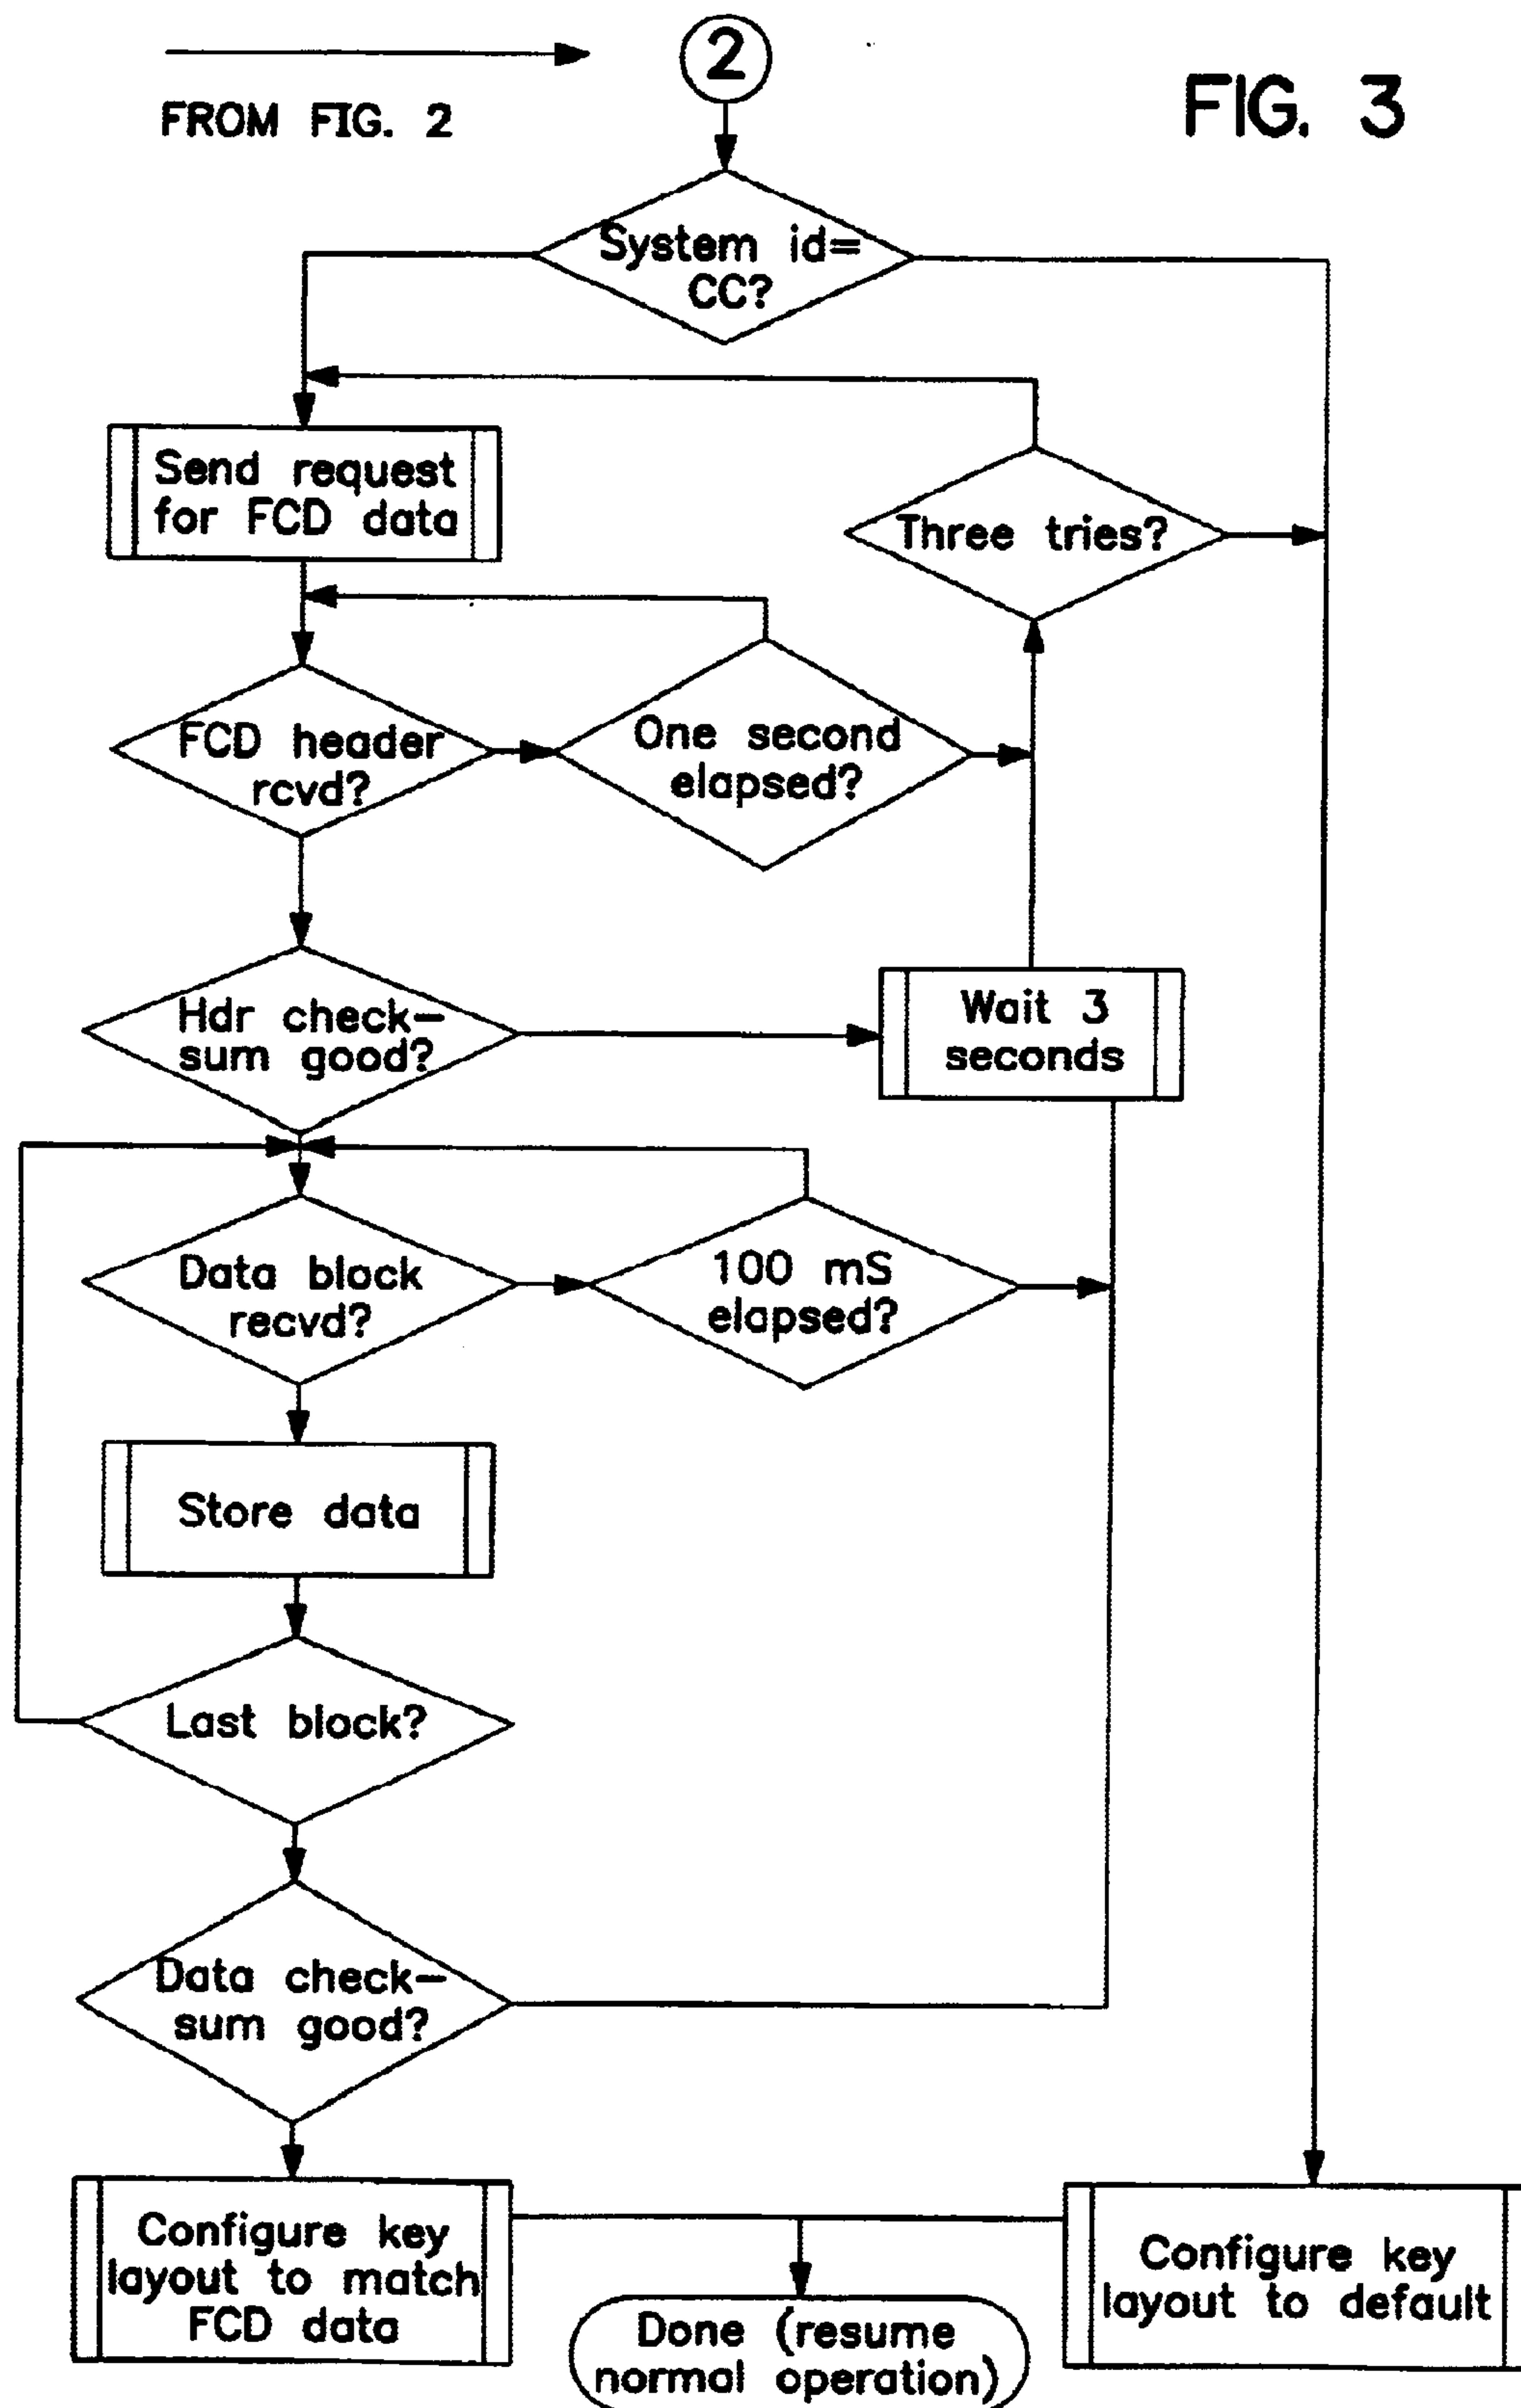 2
FROM FIG. 2
FIG. 3
System id=
CC?
Send request
for FCD data
Three tries?
FCD header
rcvd?
One second
elapsed?
Hdr check-
sum good?
Wait 3
seconds
Data block
recvd?
100 mS
elapsed?
Store data
Last block?
Data check-
sum good?
Configure key
layout to match
FCD data
Done (resume
normal operation)
Configure key
layout to default